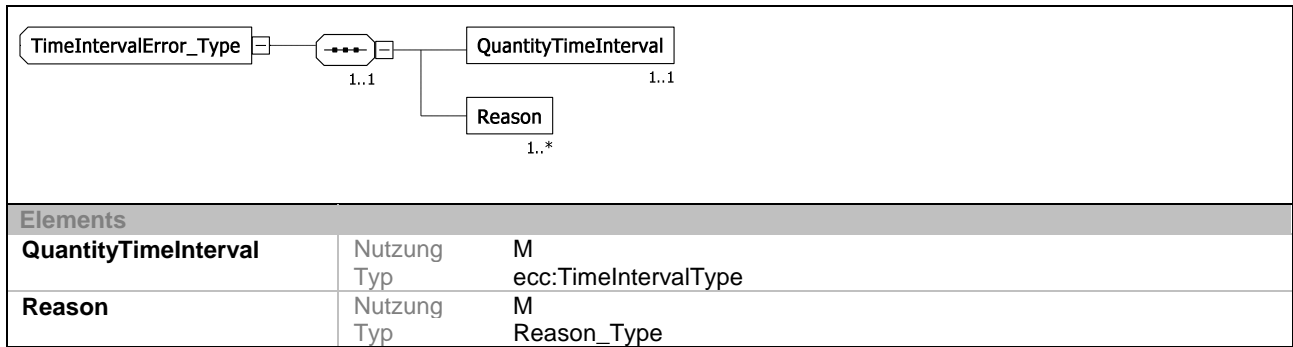 TimeIntervalError_Type
QuantityTimeInterval
1..1
1..1
Reason
1..*
Elements
QuantityTimeInterval Nutzung M
Typ ecc:TimeIntervalType
Reason Nutzung M
Typ Reason_Type